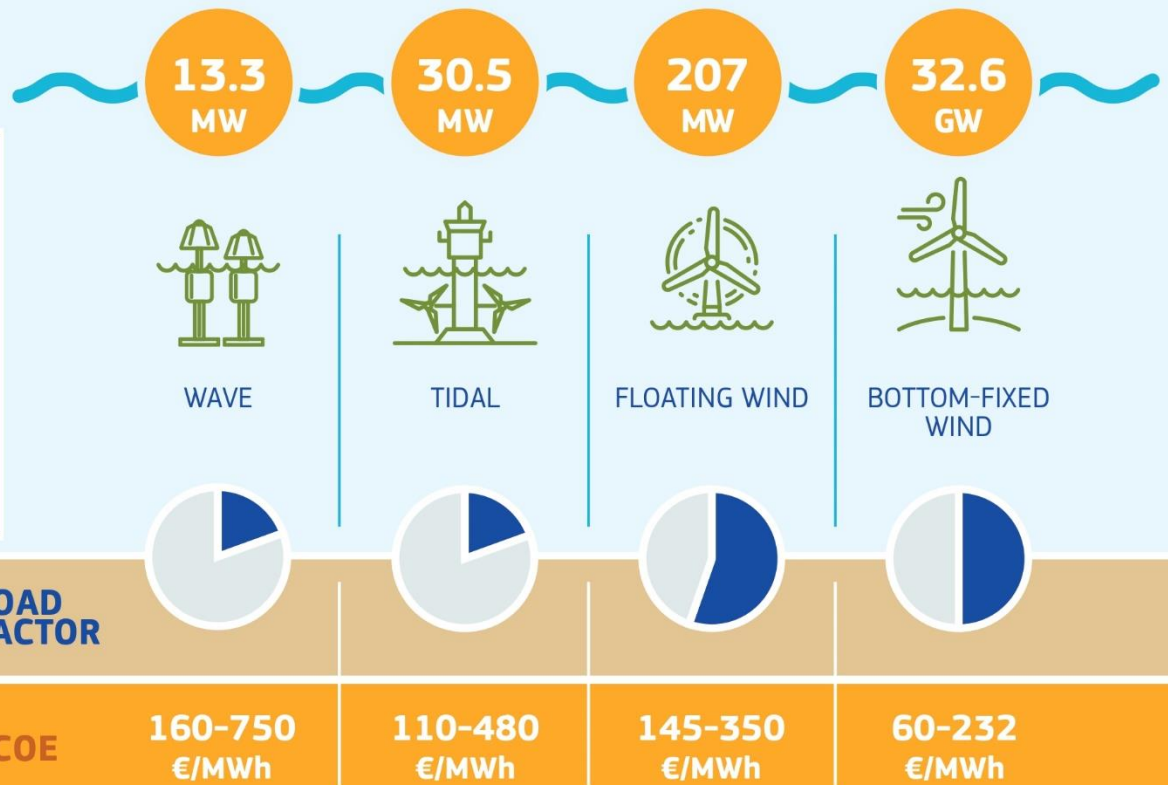 13.3
MW
30.5
MW
207
MW
32.6
GW
WAVE
TIDAL
FLOATING WIND
BOTTOM-FIXED
WIND
OAD
ACTOR
COE
160-750
€/MWh
110-480
€/MWh
145-350
€/MWh
60-232
€/MWh